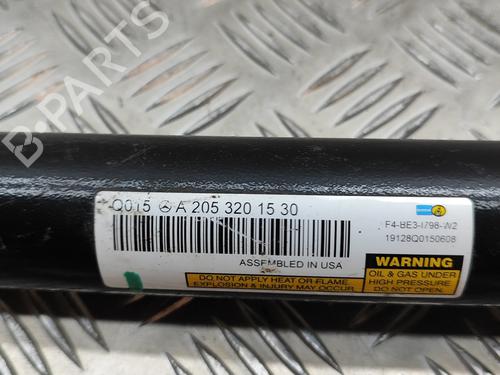 B-PARTS
Q015 A 205 320 15 30
F4-BE3-I798-W2
19128Q0150608
ASSEMBLED IN USA
DO NOT APPLY HEAT OR FLAME
EXPLOSION & INJURY MAY OCCUR
WARNING
OIL & GAS UNDER
HIGH PRESSURE
DO NOT OPEN.